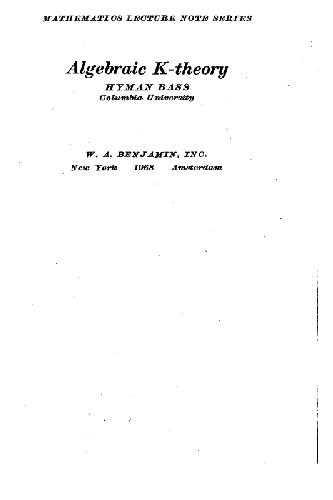 MATHEMATICS LECTURE NOTE SERIES
Algebraic K-theory
HYMAN BASS
Columbia University
W. A. BENJAMIN, INC.
New York 1968 Amsterdam